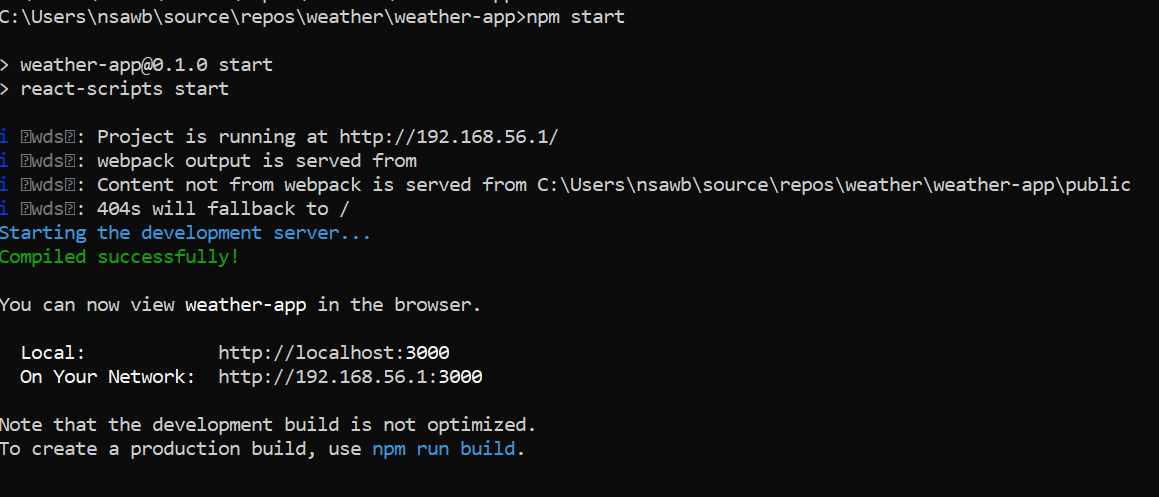 C:\Users\nsawb\source\repos\weather\weather-app>npm start
> weather-app@0.1.0 start
> react-scripts start
i ⍰wds⍰: Project is running at http://192.168.56.1/
i ⍰wds⍰: webpack output is served from
i ⍰wds⍰: Content not from webpack is served from C:\Users\nsawb\source\repos\weather\weather-app\public
i ⍰wds⍰: 404s will fallback to /
Starting the development server...
Compiled successfully!
You can now view weather-app in the browser.
Local: http://localhost:3000
On Your Network: http://192.168.56.1:3000
Note that the development build is not optimized.
To create a production build, use npm run build.